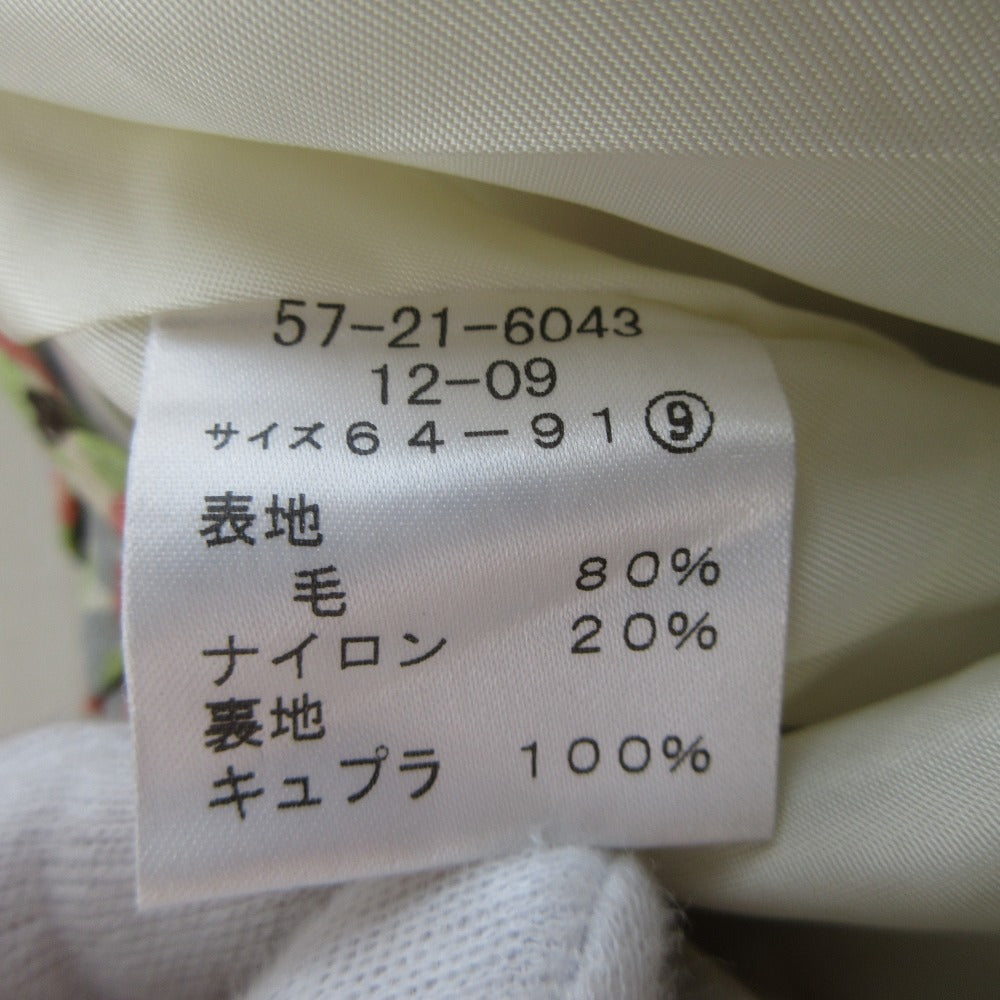 57-21-6043
12-09
サイズ64-91⑨
表地
毛 80%
ナイロン 20%
裏地
キュプラ 100%